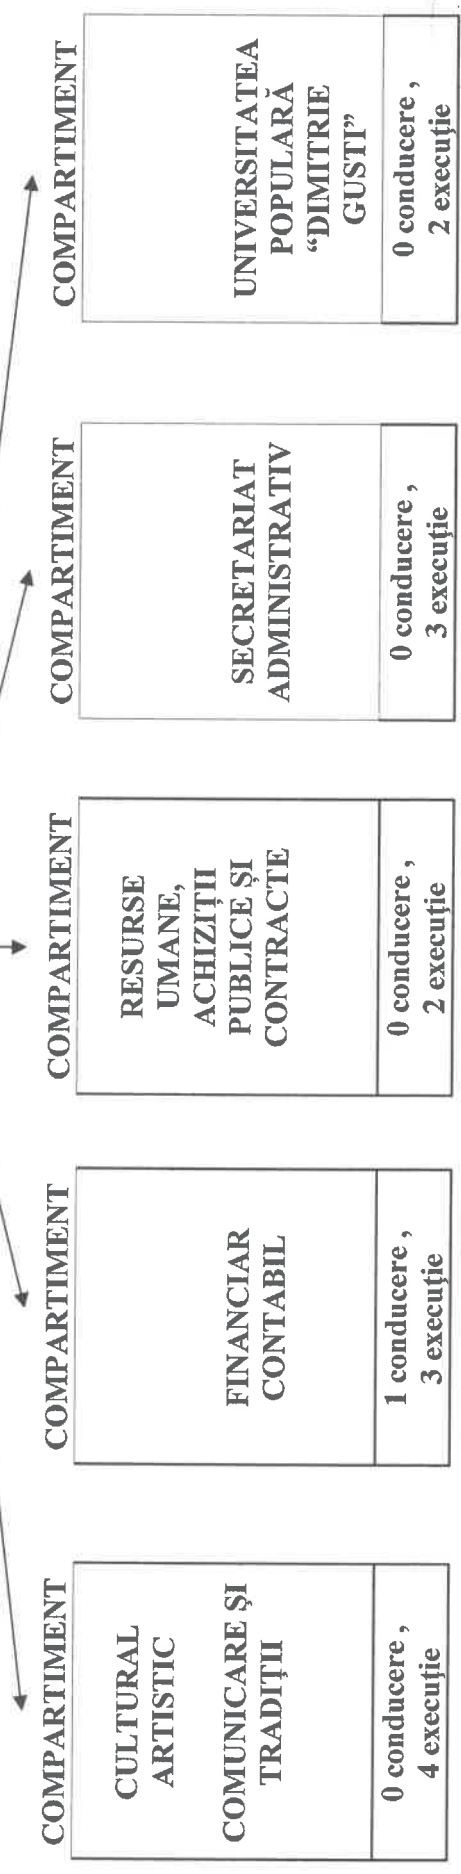 COMPARTIMENT
CULTURAL
ARTISTIC
COMUNICARE ȘI
TRADIȚII
0 conducere ,
4 execuție
COMPARTIMENT
FINANCIAR
CONTABIL
1 conducere ,
3 execuție
COMPARTIMENT
RESURSE
UMANE,
ACHIZIȚII
PUBLICE ȘI
CONTRACTE
0 conducere ,
2 execuție
COMPARTIMENT
SECRETARIAT
ADMINISTRATIV
0 conducere ,
3 execuție
COMPARTIMENT
UNIVERSITATEA
POPULARĂ
“DIMITRIE
GUSTI”
0 conducere ,
2 execuție